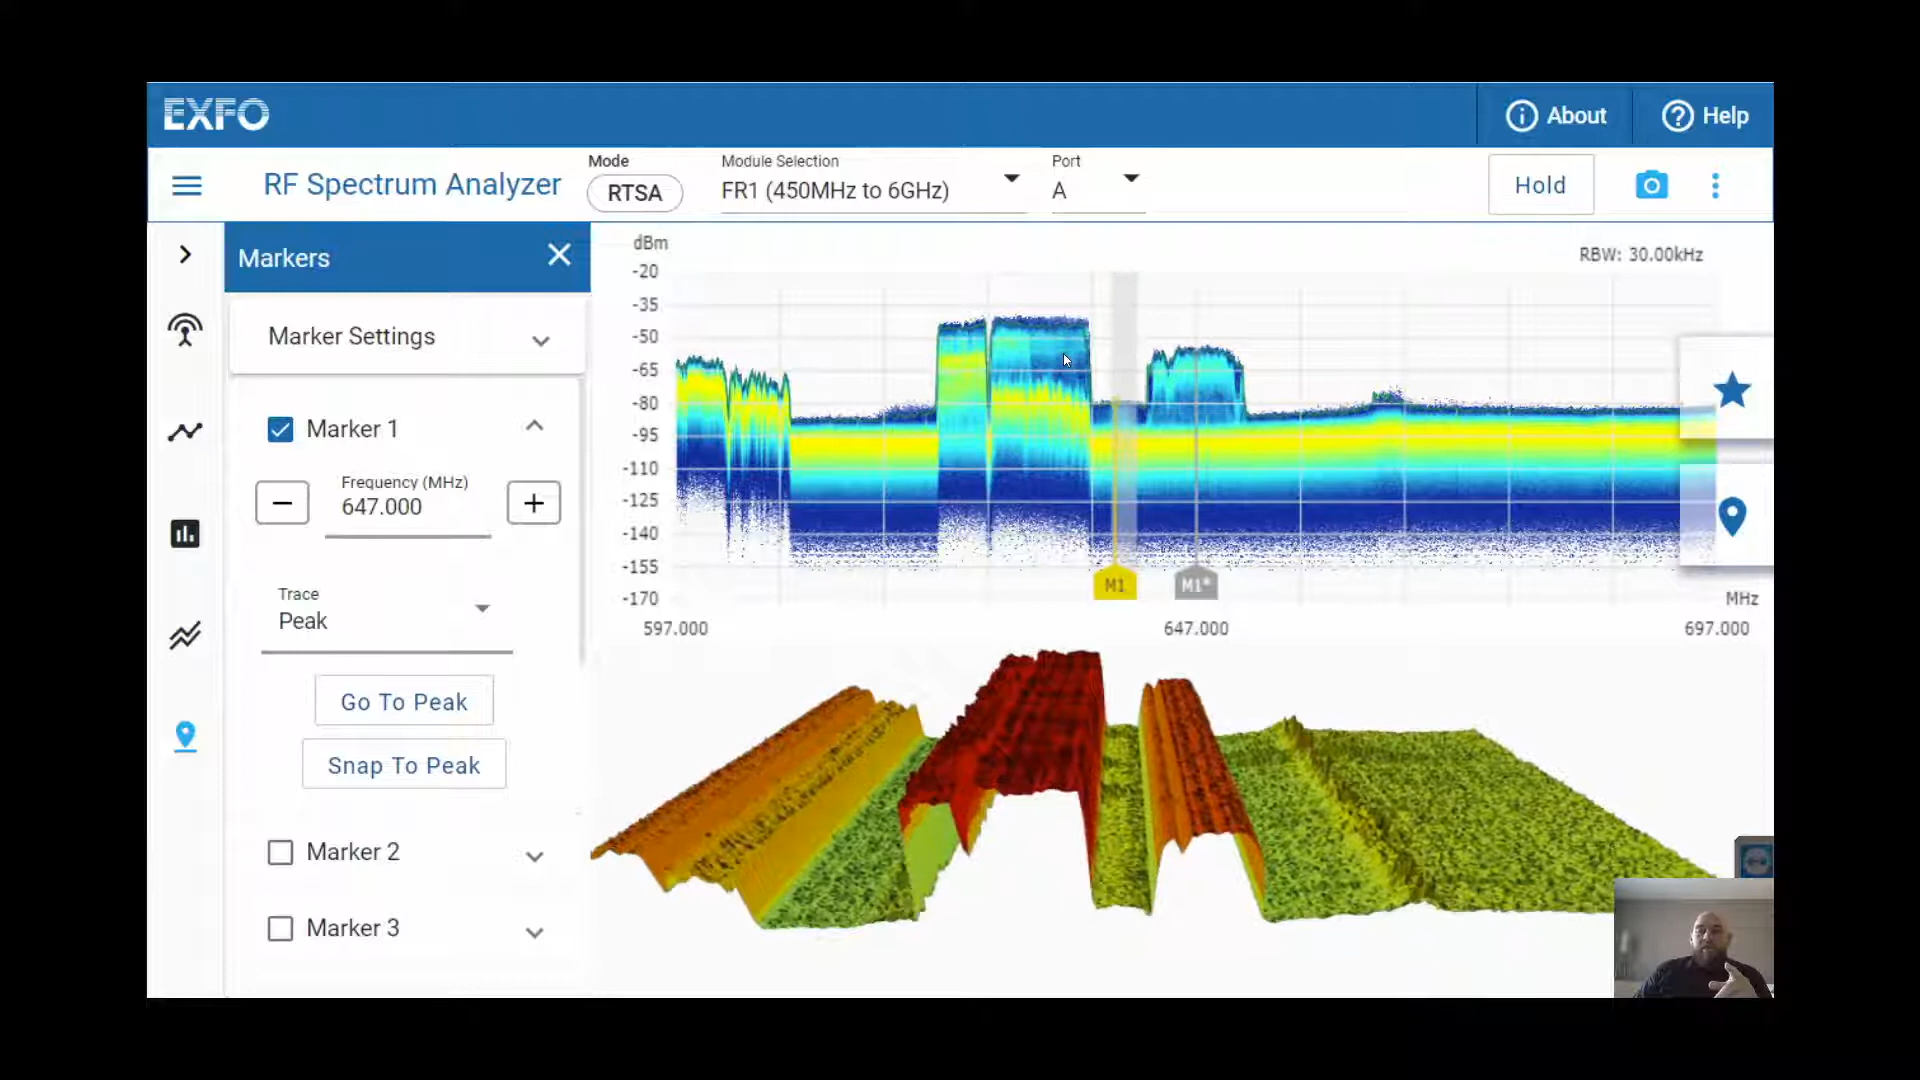 EXFO
About
Help
RF Spectrum Analyzer
Mode
RTSA
Module Selection
FR1 (450MHz to 6GHz)
Port
A
Hold
Markers
Marker Settings
Marker 1
Frequency (MHz)
647.000
Trace
Peak
Go To Peak
Snap To Peak
Marker 2
Marker 3
dBm
RBW: 30.00kHz
-20
-35
-50
-65
-80
-95
-110
-125
-140
-155
-170
M1
M1*
MHz
597.000
647.000
697.000